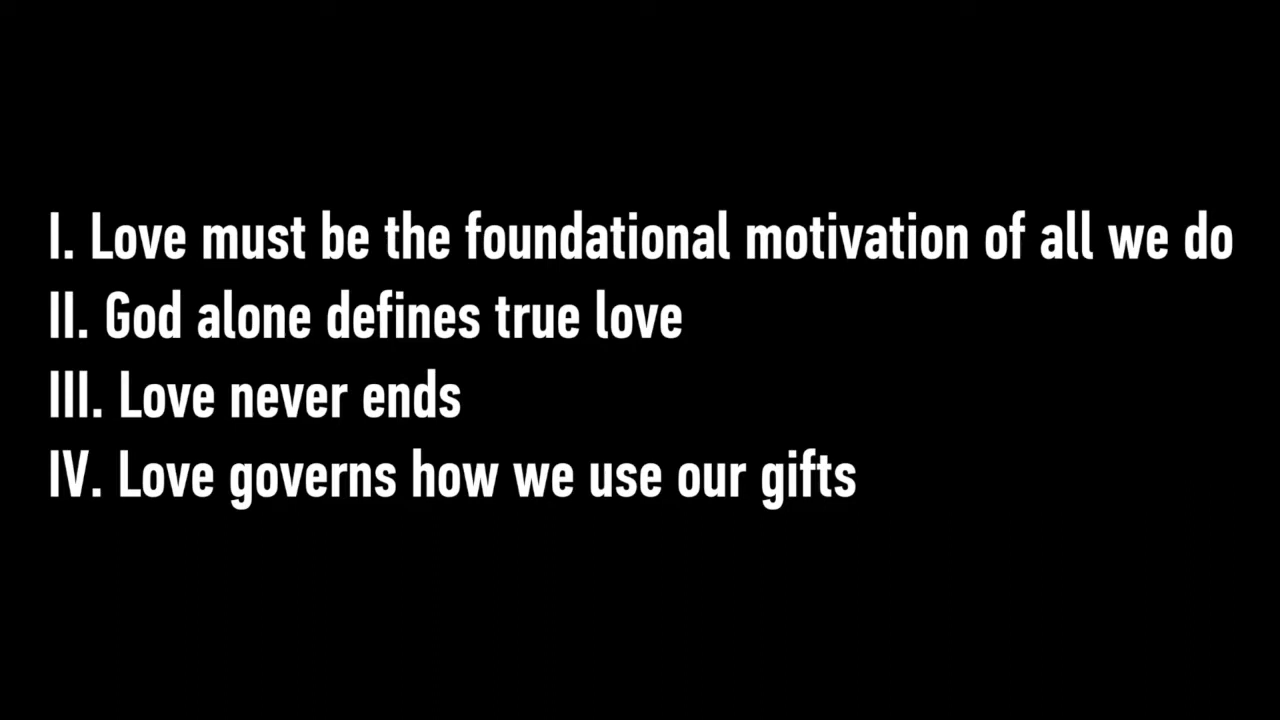 I. Love must be the foundational motivation of all we do
II. God alone defines true love
III. Love never ends
IV. Love governs how we use our gifts